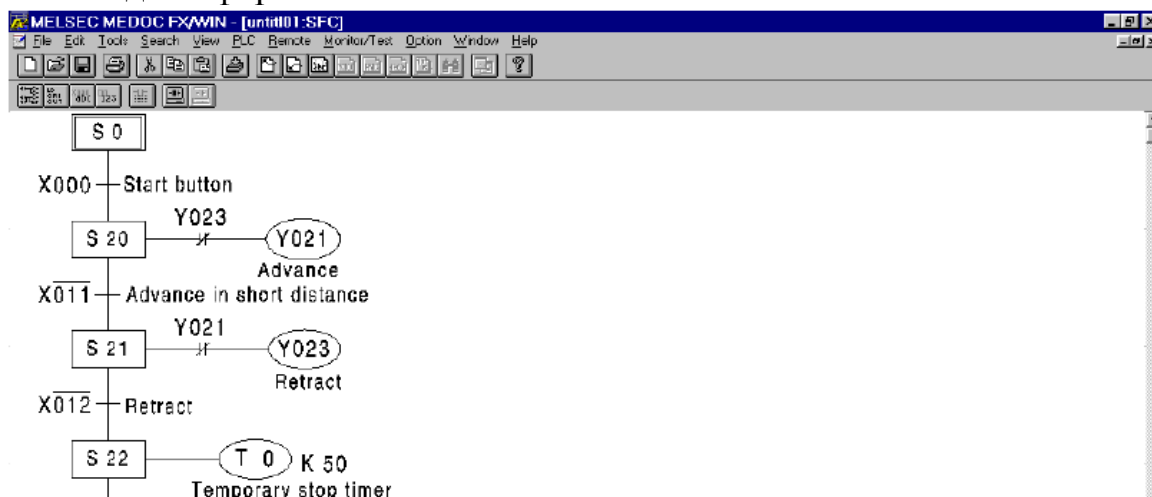 MELSEC MEDOC FX/WIN - [untitl01:SFC]
File Edit Tools Search View PLC Remote Monitor/Test Option Window Help
S 0
X000 Start button
Y023
S 20 Y021
Advance
X011 Advance in short distance
Y021
S 21 Y023
Retract
X012 Retract
S 22 T 0 K 50
Temporary stop timer